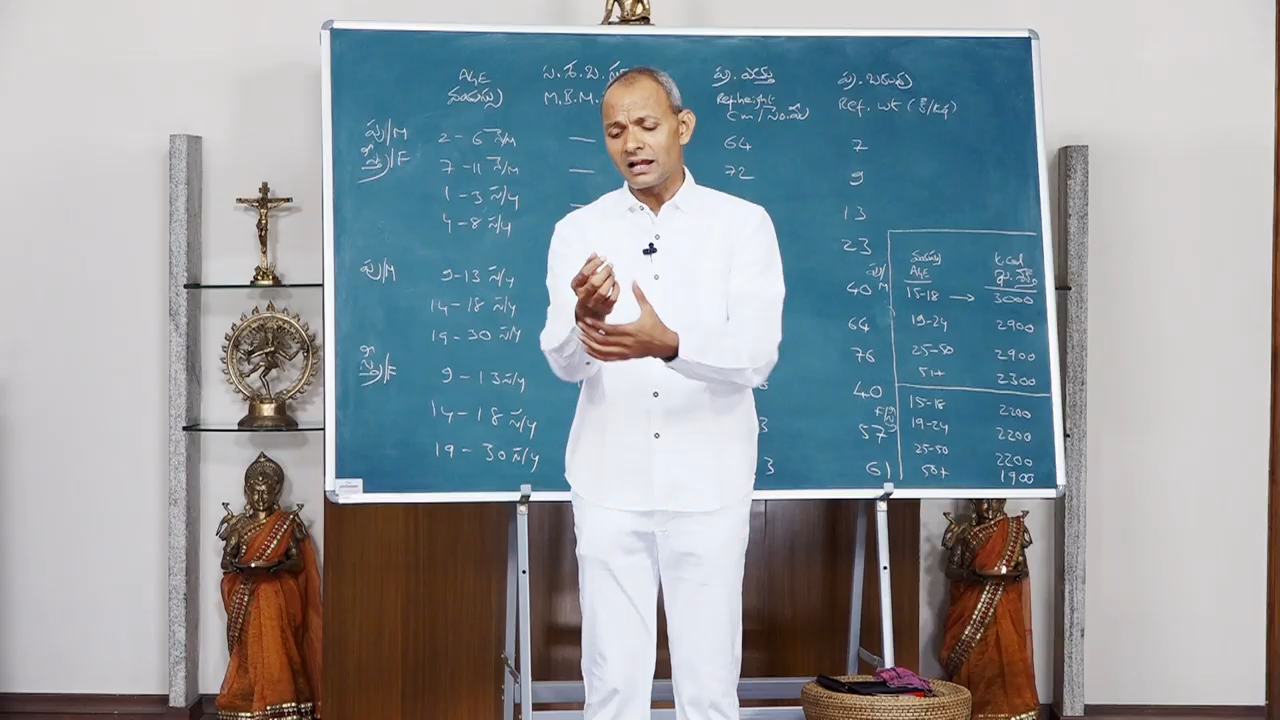 AGE M.B.M. ప్ర. ఎత్తు ప్ర. బరువు
వయస్సు Ref. height Ref. wt (కే/kg)
cm/సెం.మీ
పు/M 2-6 నె/M — 64 7
స్త్రీ/F 7-11 నె/M — 72 9
1-3 సం/y 13
4-8 సం/y 23
పు/M 9-13 సం/y 40
14-18 సం/y 64
19-30 సం/y 76
స్త్రీ/F 9-13 సం/y 40
14-18 సం/y 3 57
19-30 సం/y 3 61
పు/M
F/స్త్రీ
వయస్సు kcal
AGE
15-18 → 3000
19-24 2900
25-50 2900
51+ 2300
15-18 2200
19-24 2200
25-50 2200
50+ 1900